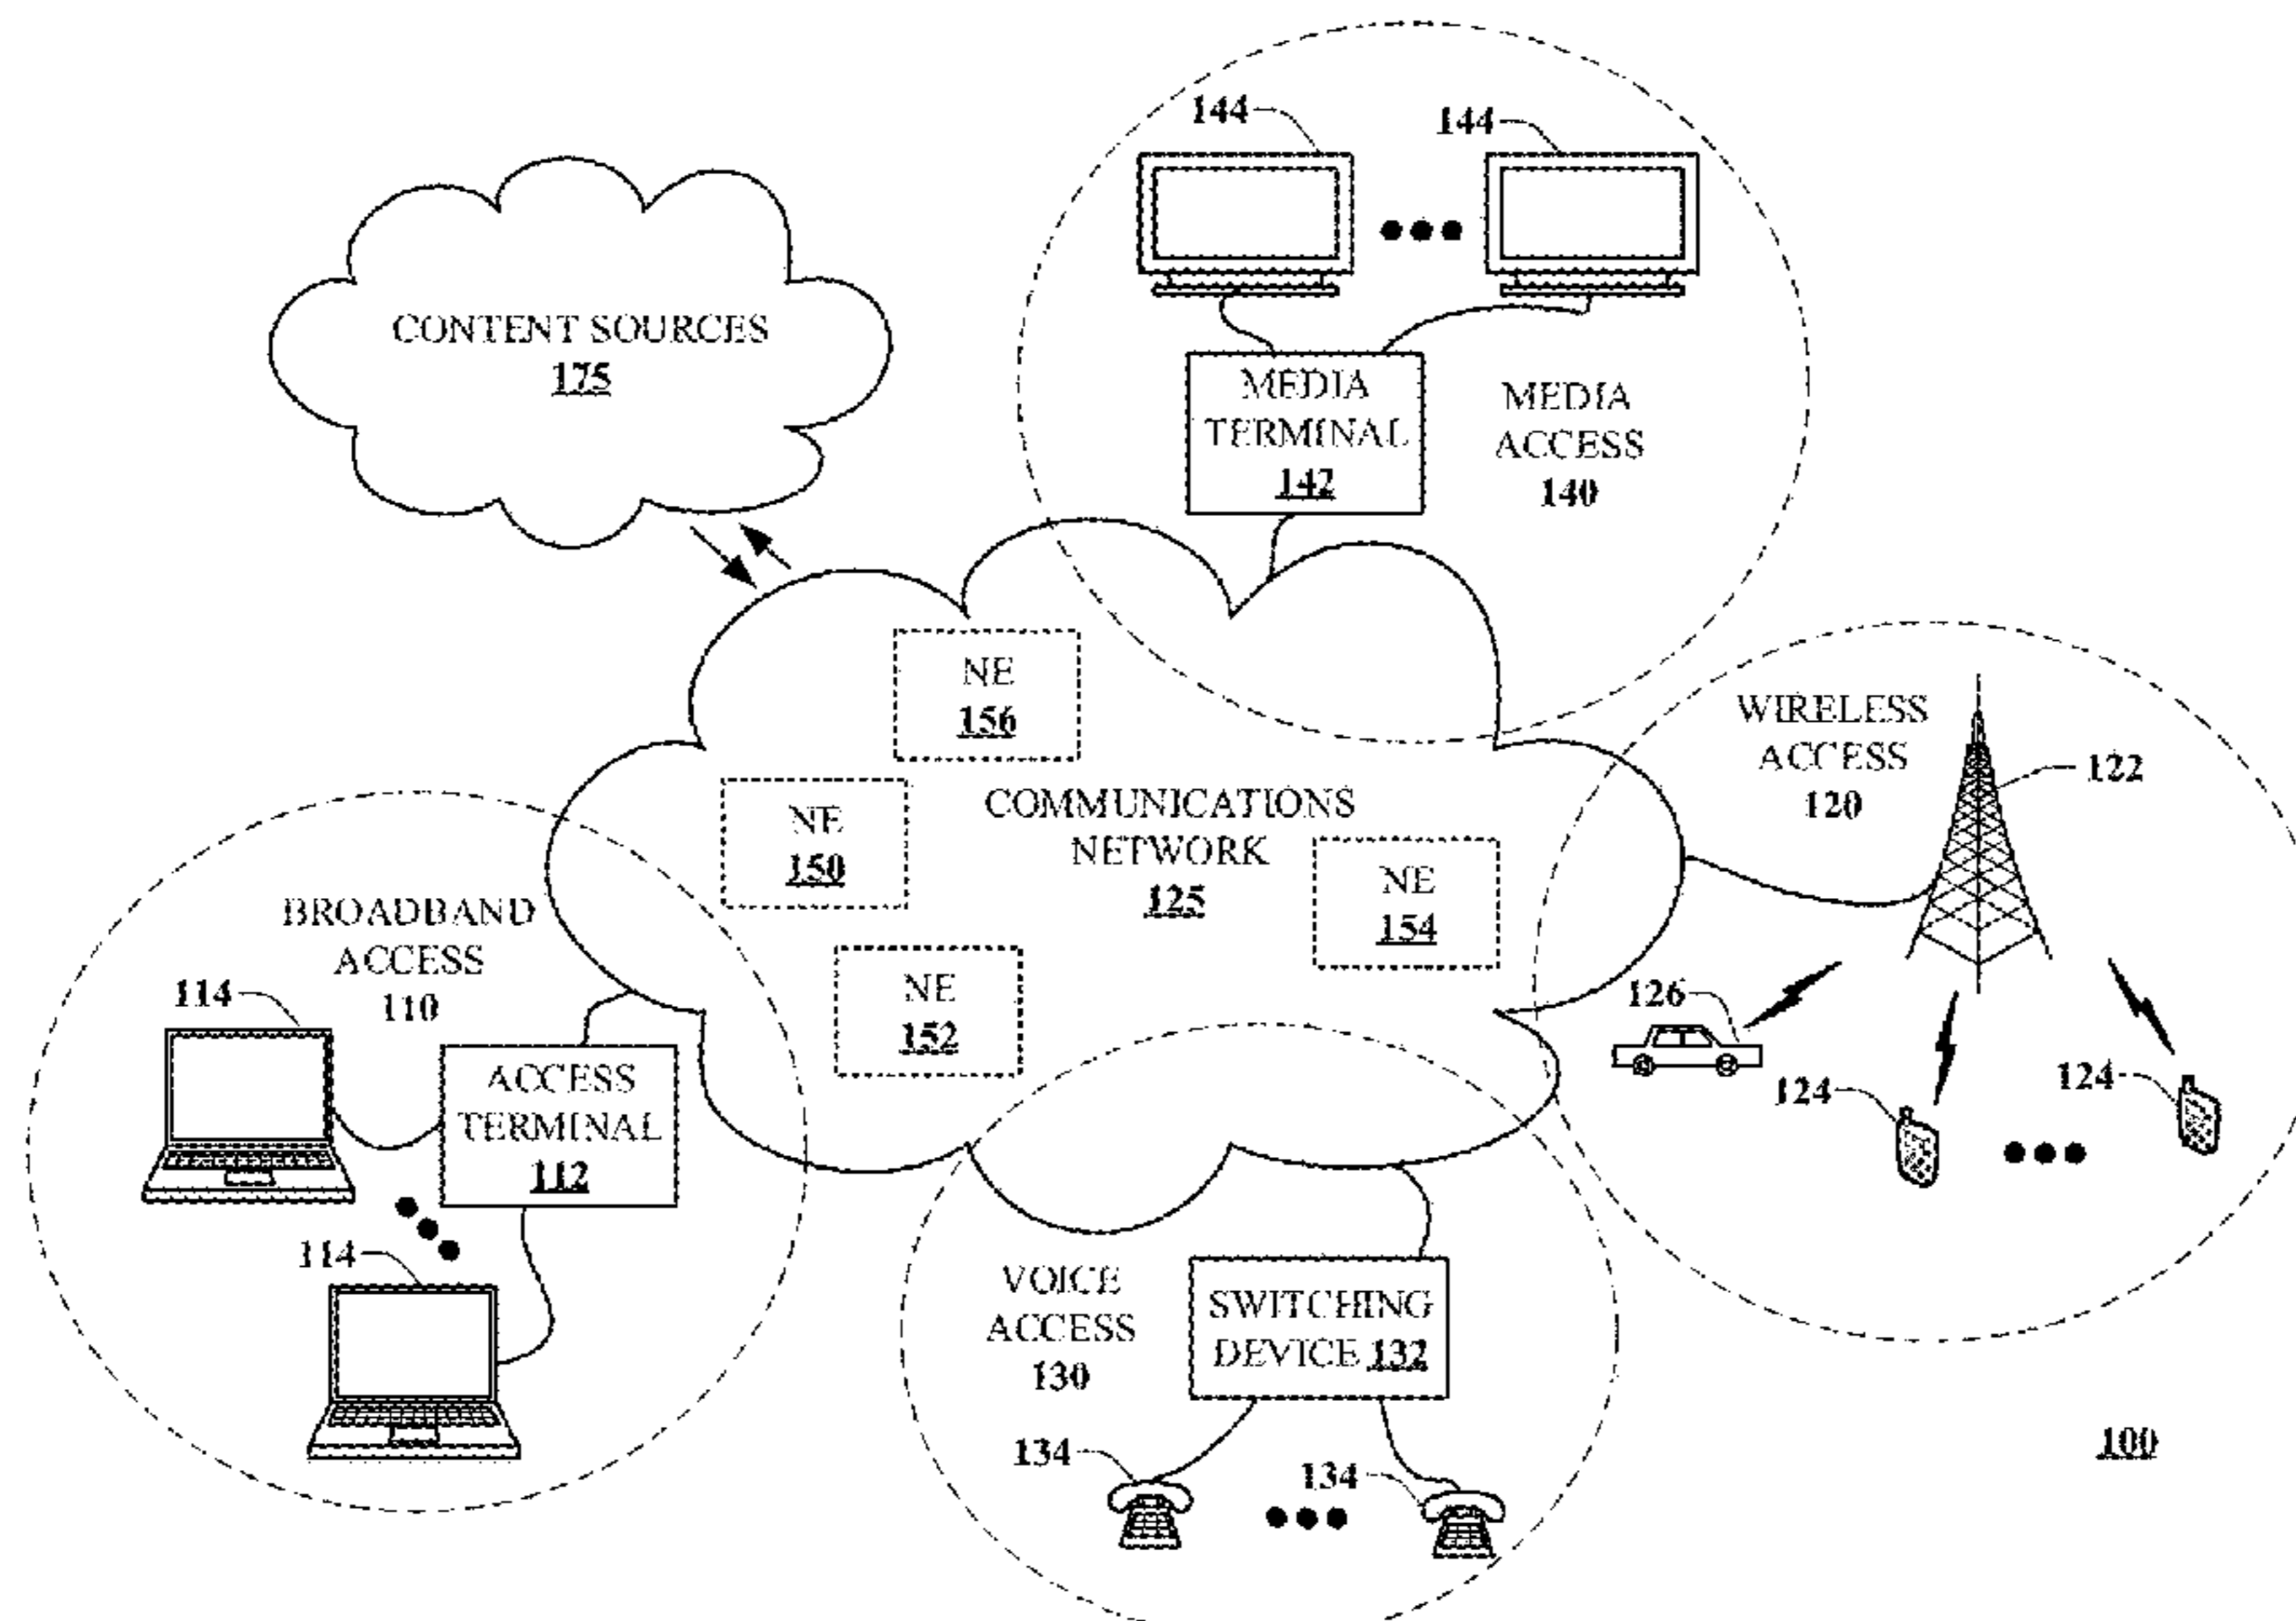 144
144
CONTENT SOURCES
175
MEDIA
TERMINAL
142
MEDIA
ACCESS
140
NE
156
WIRELESS
ACCESS
120
122
NE
150
COMMUNICATIONS
NETWORK
125
NE
154
BROADBAND
ACCESS
110
114
NE
152
126
124
124
ACCESS
TERMINAL
112
114
VOICE
ACCESS
130
SWITCHING
DEVICE 132
134
134
100